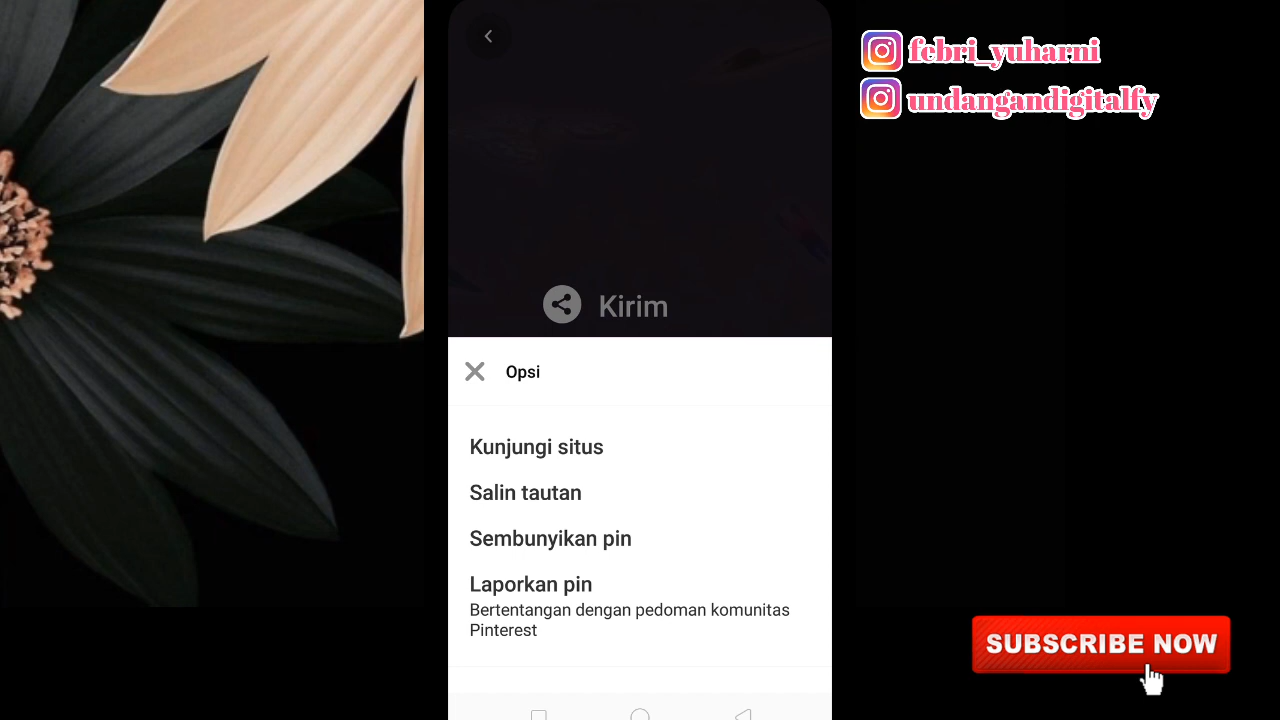 febri_yuharni
undangandigitalfy
Kirim
Opsi
Kunjungi situs
Salin tautan
Sembunyikan pin
Laporkan pin
Bertentangan dengan pedoman komunitas
Pinterest
SUBSCRIBE NOW